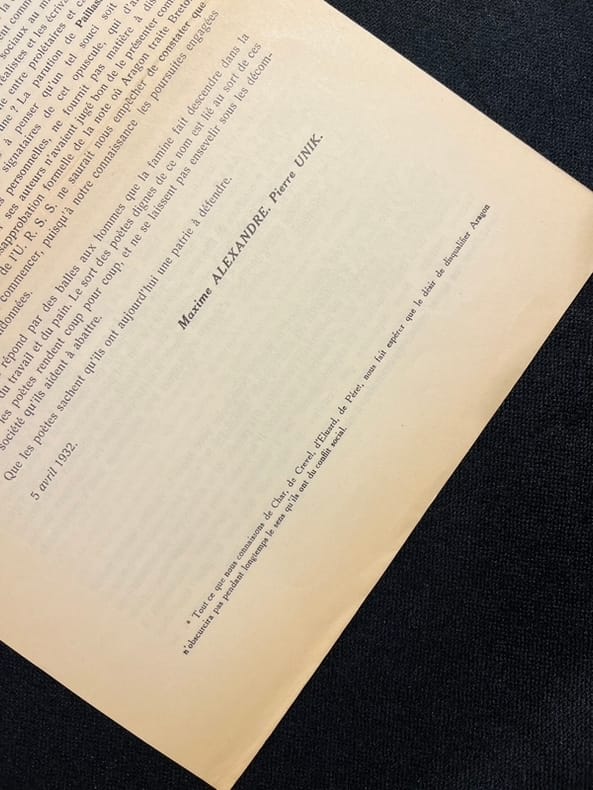 sociaux au m
réalistes et les écriva
e entre prolétaires et c
une ? La parution de Paillas
à penser qu'un tel souci soit
signataires de cet opuscule, qui d'a
s personnelles, ne fournit pas matière à dis
ses auteurs n'avaient jugé bon de le présenter comm
sapprobation formelle de la note où Aragon traite Breton
de l'U. R. S. S. ne saurait nous empêcher de constater que
commencer, puisqu'à notre connaissance les poursuites engagées
données.
répond par des balles aux hommes que la famine fait descendre dans la
du travail et du pain. Le sort des poètes dignes de ce nom est lié au sort de ces
les poètes rendent coup pour coup, et ne se laissent pas ensevelir sous les décom-
société qu'ils aident à abattre.
Que les poètes sachent qu'ils ont aujourd'hui une patrie à défendre.
5 avril 1932.
Maxime ALEXANDRE. Pierre UNIK.
* Tout ce que nous connaisons de Char, de Crevel, d'Eluard, de Péret, nous fait espérer que le désir de disqualifier Aragon
n'obscurcira pas pendant longtemps le sens qu'ils ont du conflit social.